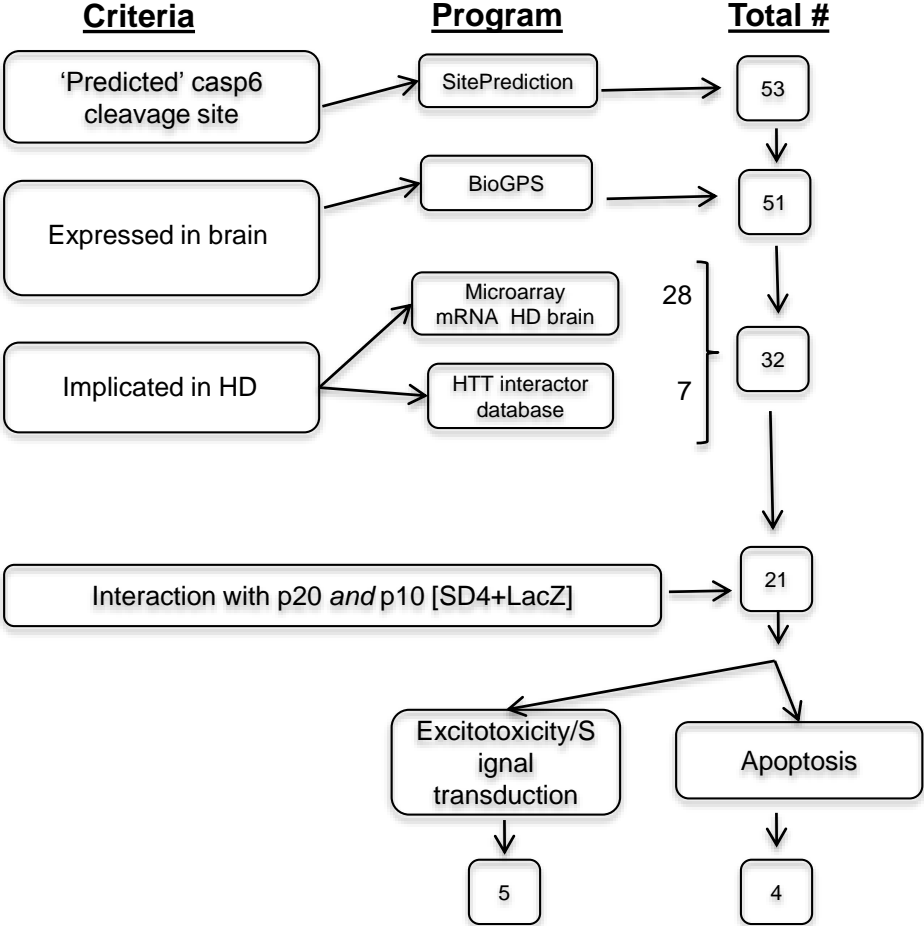 Criteria
Program
Total #
‘Predicted’ casp6
cleavage site
SitePrediction
53
Expressed in brain
BioGPS
51
Implicated in HD
Microarray
mRNA HD brain
HTT interactor
database
28
7
32
Interaction with p20 and p10 [SD4+LacZ]
21
Excitotoxicity/S
ignal
transduction
Apoptosis
5
4